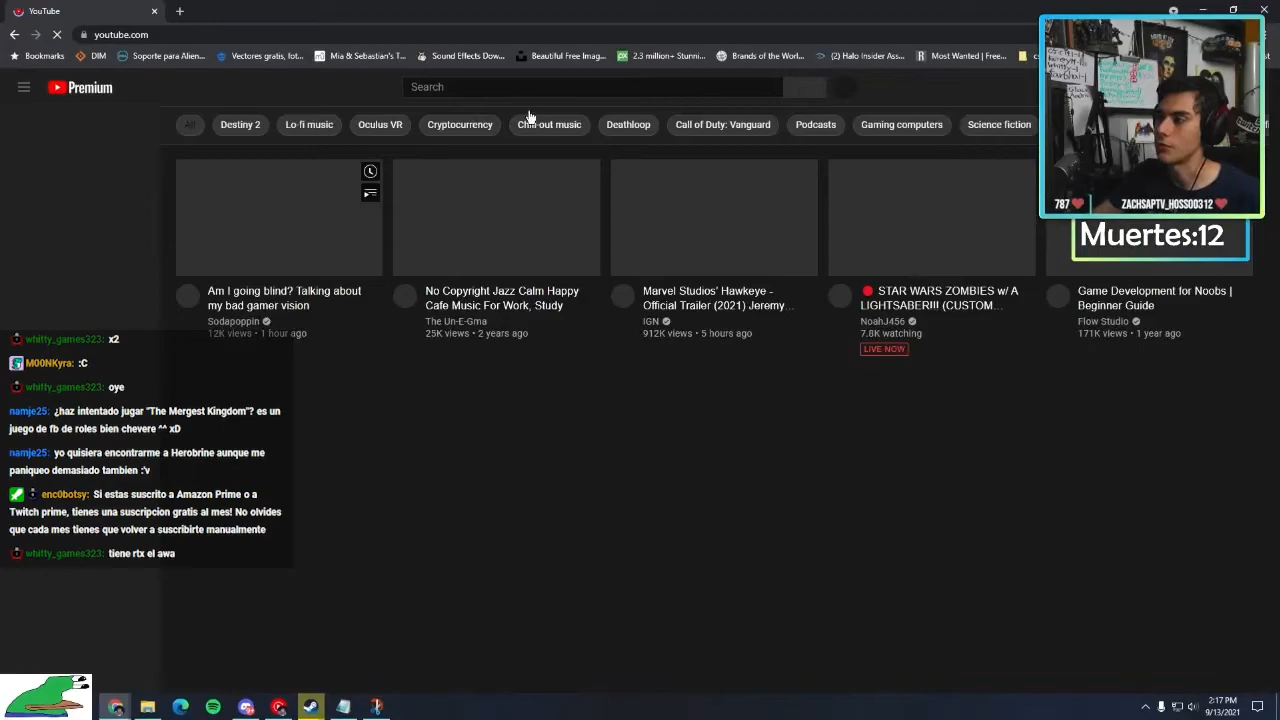 YouTube
youtube.com
Bookmarks
DIM
Soporte para Alien...
Vectores gratis, fot...
Mia & Sebastian's T...
Sound Effects Dow...
Beautiful Free Imag...
2.3 million+ Stunni...
Brands of the Worl...
(2) Halo Insider Ass...
Most Wanted | Free...
Premium
Search
All
Destiny 2
Lo-fi music
Oculus VR
Cryptocurrency
Chill-out music
Deathloop
Call of Duty: Vanguard
Podcasts
Gaming computers
Science fiction
787
ZACHSAPTV_HOSSO0312
Muertes:12
Am I going blind? Talking about
my bad gamer vision
Sodapoppin
12K views • 1 hour ago
No Copyright Jazz Calm Happy
Cafe Music For Work, Study
The Un-E-Gma
25K views • 2 years ago
Marvel Studios' Hawkeye -
Official Trailer (2021) Jeremy...
IGN
912K views • 5 hours ago
STAR WARS ZOMBIES w/ A
LIGHTSABER!!! (CUSTOM...
NoahJ456
7.8K watching
LIVE NOW
Game Development for Noobs |
Beginner Guide
Flow Studio
171K views • 1 year ago
whitty_games323: x2
M00NKyra: :C
whitty_games323: oye
namje25: ¿haz intentado jugar "The Mergest Kingdom"? es un
juego de fb de roles bien chevere ^^ xD
namje25: yo quisiera encontrarme a Herobrine aunque me
paniqueo demasiado tambien :'v
enc0botsy: Si estas suscrito a Amazon Prime o a
Twitch prime, tienes una suscripcion gratis al mes! No olvides
que cada mes tienes que volver a suscribirte manualmente
whitty_games323: tiene rtx el awa
2:17 PM
9/13/2021